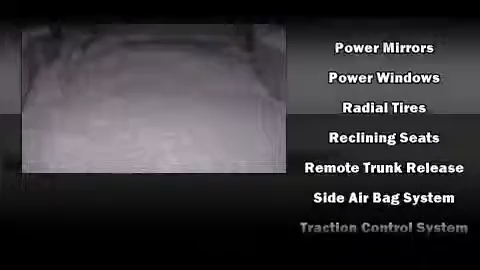 Power Mirrors
Power Windows
Radial Tires
Reclining Seats
Remote Trunk Release
Side Air Bag System
Traction Control System